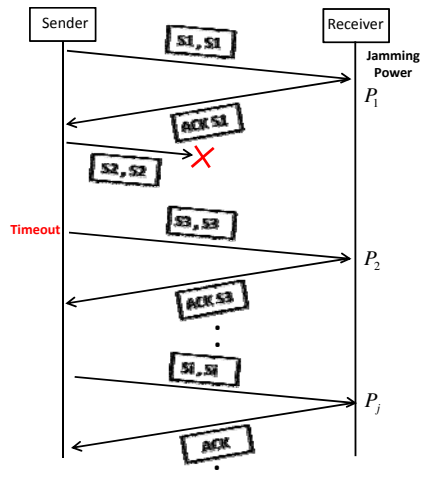 Sender
Receiver
S1, S1
Jamming
Power
P1
ACK S1
S2, S2
Timeout
S3, S3
P2
ACK S3
Si, Si
Pj
ACK